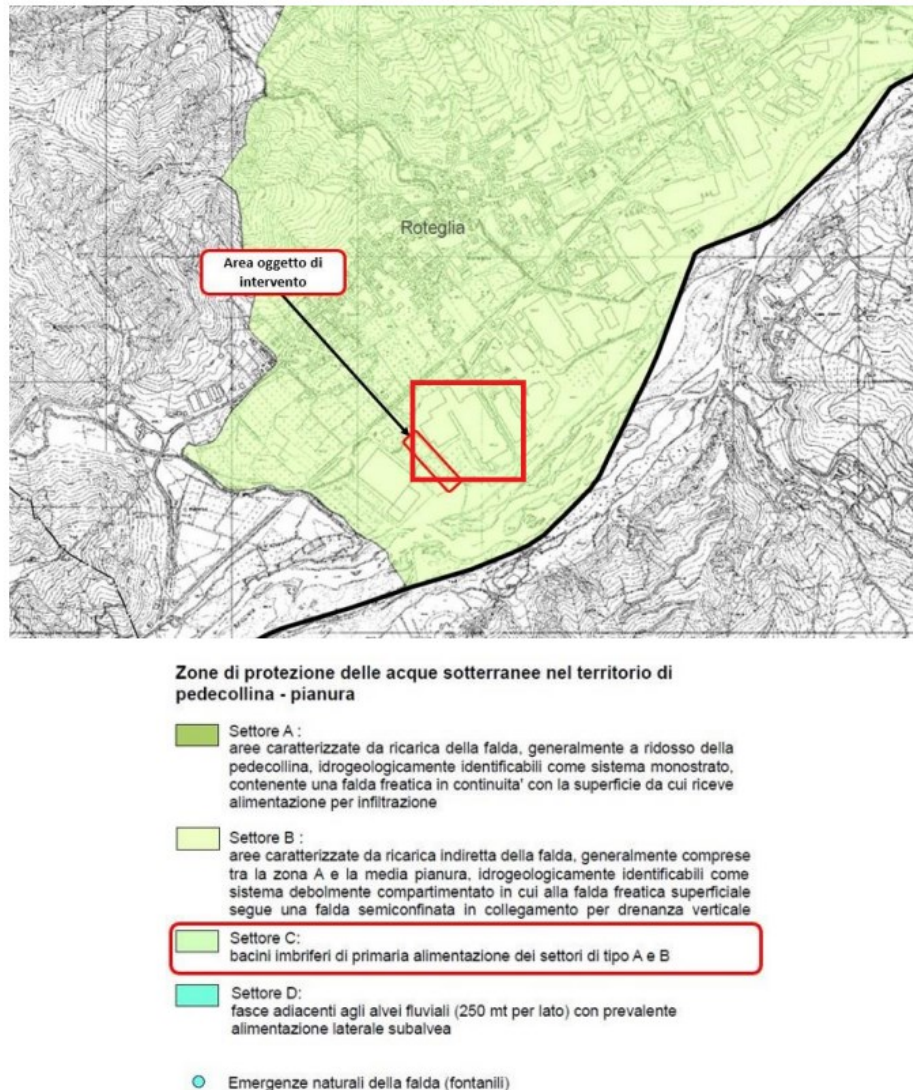 Roteglia
Area oggetto di
intervento
Zone di protezione delle acque sotterranee nel territorio di
pedecollina - pianura
Settore A :
aree caratterizzate da ricarica della falda, generalmente a ridosso della
pedecollina, idrogeologicamente identificabili come sistema monostrato,
contenente una falda freatica in continuita' con la superficie da cui riceve
alimentazione per infiltrazione
Settore B :
aree caratterizzate da ricarica indiretta della falda, generalmente comprese
tra la zona A e la media pianura, idrogeologicamente identificabili come
sistema debolmente compartimentato in cui alla falda freatica superficiale
segue una falda semiconfinata in collegamento per drenanza verticale
Settore C:
bacini imbriferi di primaria alimentazione dei settori di tipo A e B
Settore D:
fasce adiacenti agli alvei fluviali (250 mt per lato) con prevalente
alimentazione laterale subalvea
Emergenze naturali della falda (fontanili)